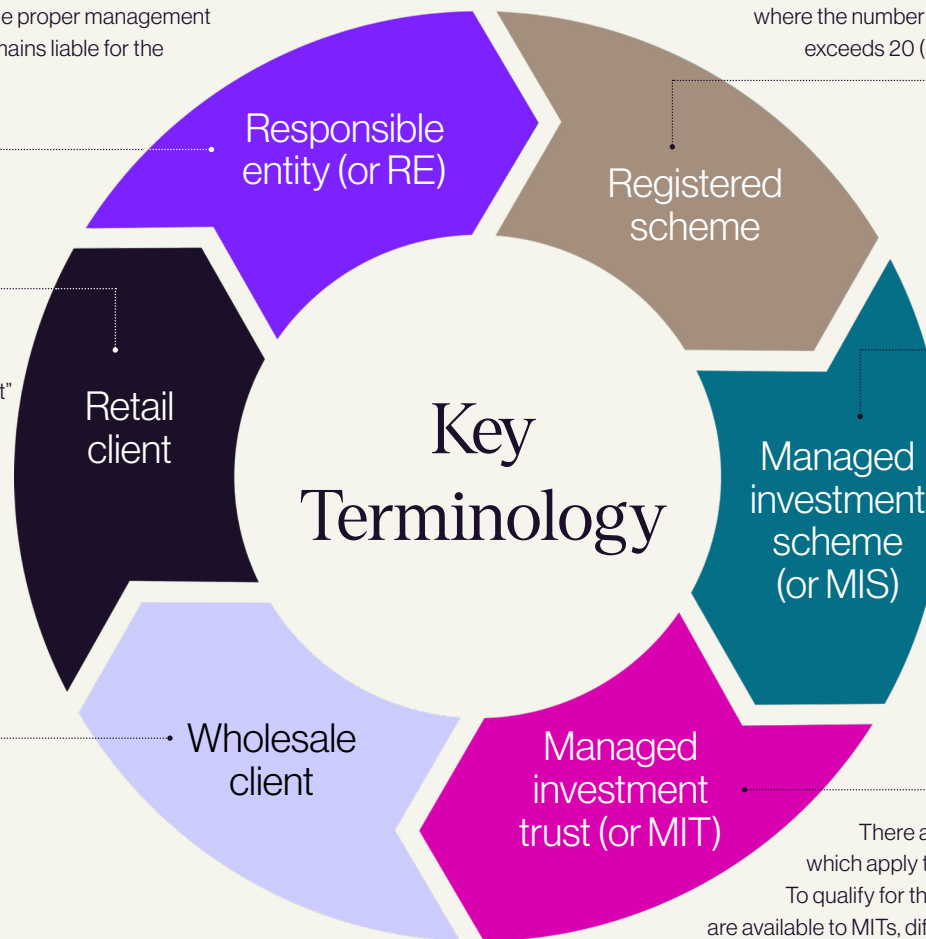 e proper management
mains liable for the
where the number
exceeds 20 (
Responsible
entity (or RE)
Registered
scheme
t”
Retail
client
Key
Terminology
Managed
investment
scheme
(or MIS)
Wholesale
client
Managed
investment
trust (or MIT)
There a
which apply t
To qualify for th
are available to MITs, dif